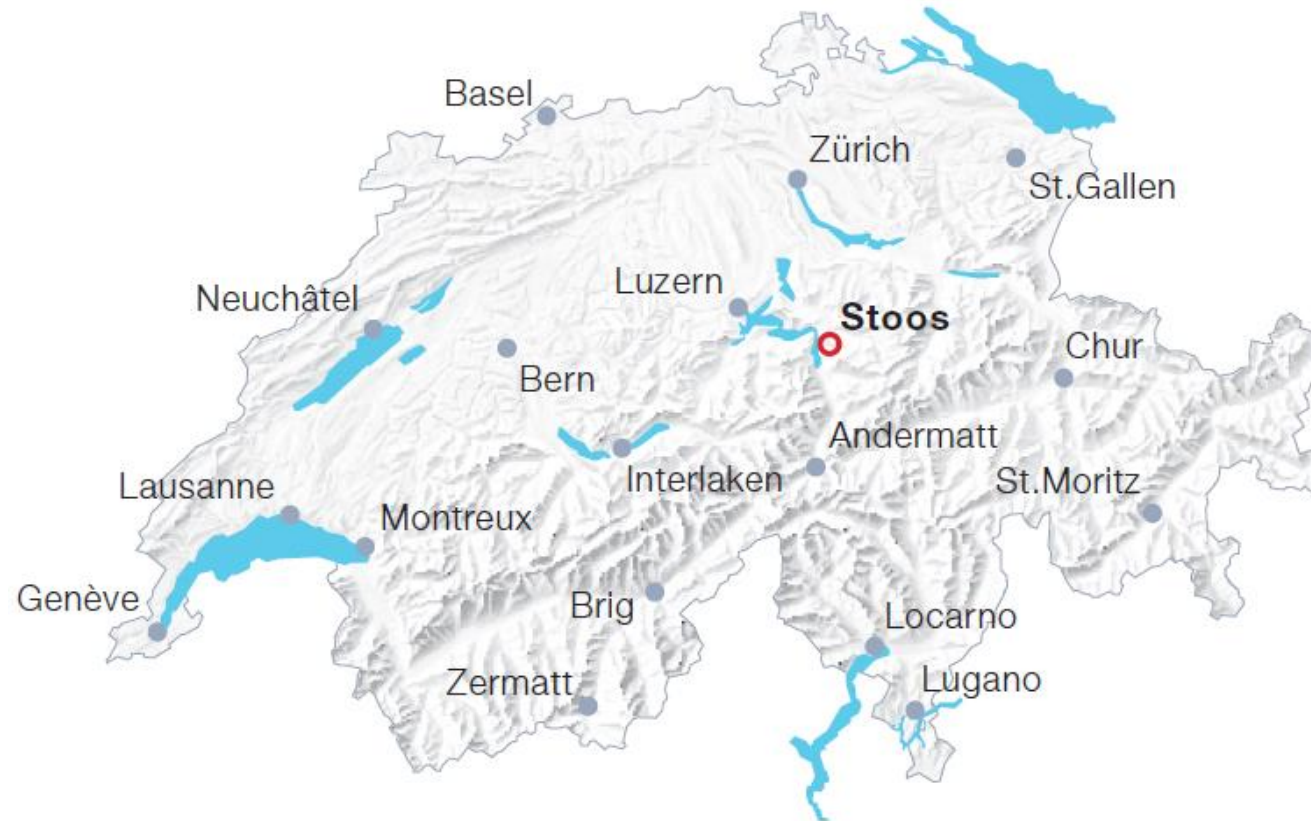 Basel
Zürich
St.Gallen
Neuchâtel
Luzern
Stoos
Chur
Bern
Andermatt
Interlaken
St.Moritz
Lausanne
Montreux
Genève
Brig
Locarno
Zermatt
Lugano